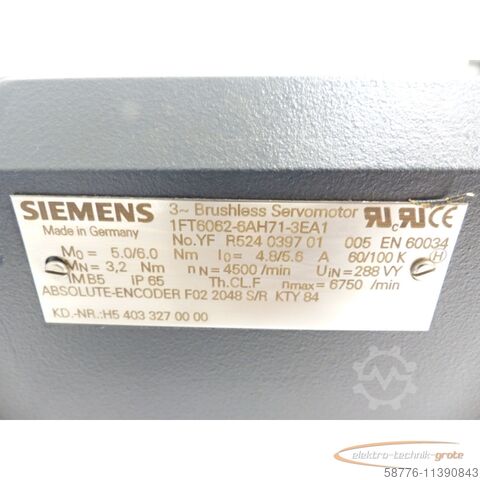 SIEMENS 3~ Brushless Servomotor
Made in Germany 1FT6062-6AH71-3EA1
No.YF R524 0397 01 005 EN 60034
M0 = 5.0/6.0 Nm I0 = 4.8/5.6 A 60/100 K (H)
MN = 3,2 Nm nN = 4500 /min UIN = 288 VY
IM B5 IP 65 Th.CL.F nmax = 6750 /min
ABSOLUTE-ENCODER F02 2048 S/R KTY 84
KD.-NR.:H5 403 327 00 00
elektro-technik-grote
58776-11390843